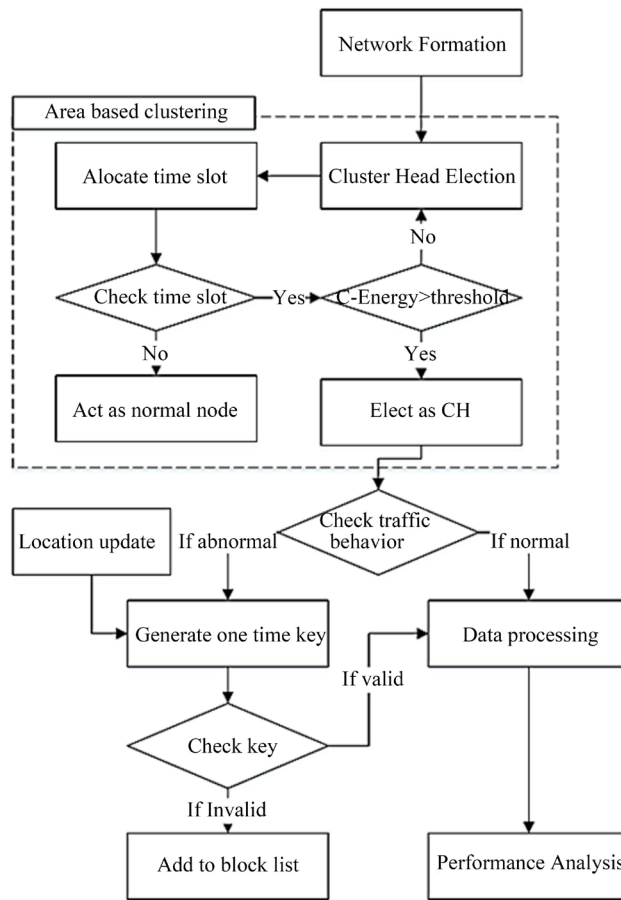 Network Formation
Area based clustering
Alocate time slot
Cluster Head Election
No
Check time slot
Yes
C-Energy>threshold
No
Yes
Act as normal node
Elect as CH
Check traffic
behavior
Location update
If abnormal
If normal
Generate one time key
Data processing
If valid
Check key
If Invalid
Add to block list
Performance Analysis